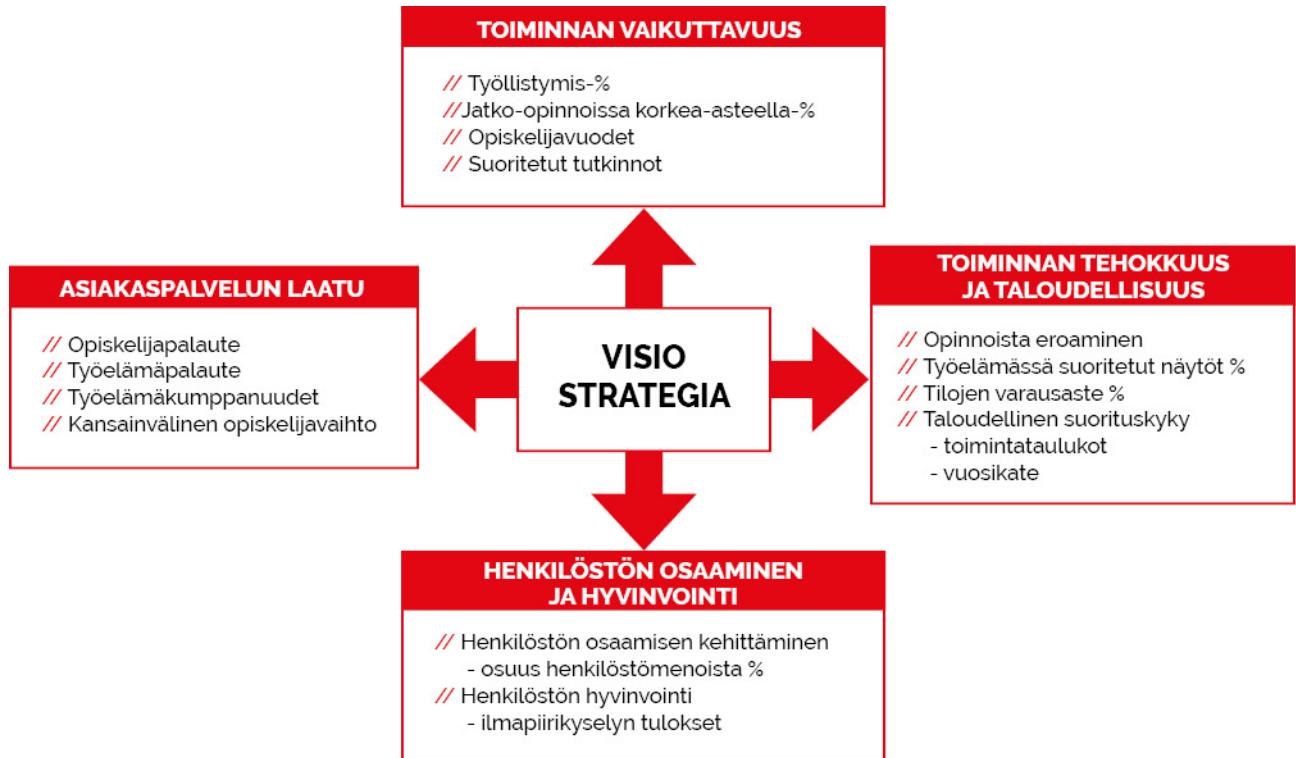 TOIMINNAN VAIKUTTAVUUS
// Työllistymis-%
//Jatko-opinnoissa korkea-asteella-%
// Opiskelijavuodet
// Suoritetut tutkinnot
ASIAKASPALVELUN LAATU
// Opiskelijapalaute
// Työelämäpalaute
// Työelämäkumppanuudet
// Kansainvälinen opiskelijavaihto
VISIO
STRATEGIA
TOIMINNAN TEHOKKUUS
JA TALOUDELLISUUS
// Opinnoista eroaminen
// Työelämässä suoritetut näytöt %
// Tilojen varausaste %
// Taloudellinen suorituskyky
- toimintataulukot
- vuosikate
HENKILÖSTÖN OSAAMINEN
JA HYVINVOINTI
// Henkilöstön osaamisen kehittäminen
- osuus henkilöstömenoista %
// Henkilöstön hyvinvointi
- ilmapiirikyselyn tulokset